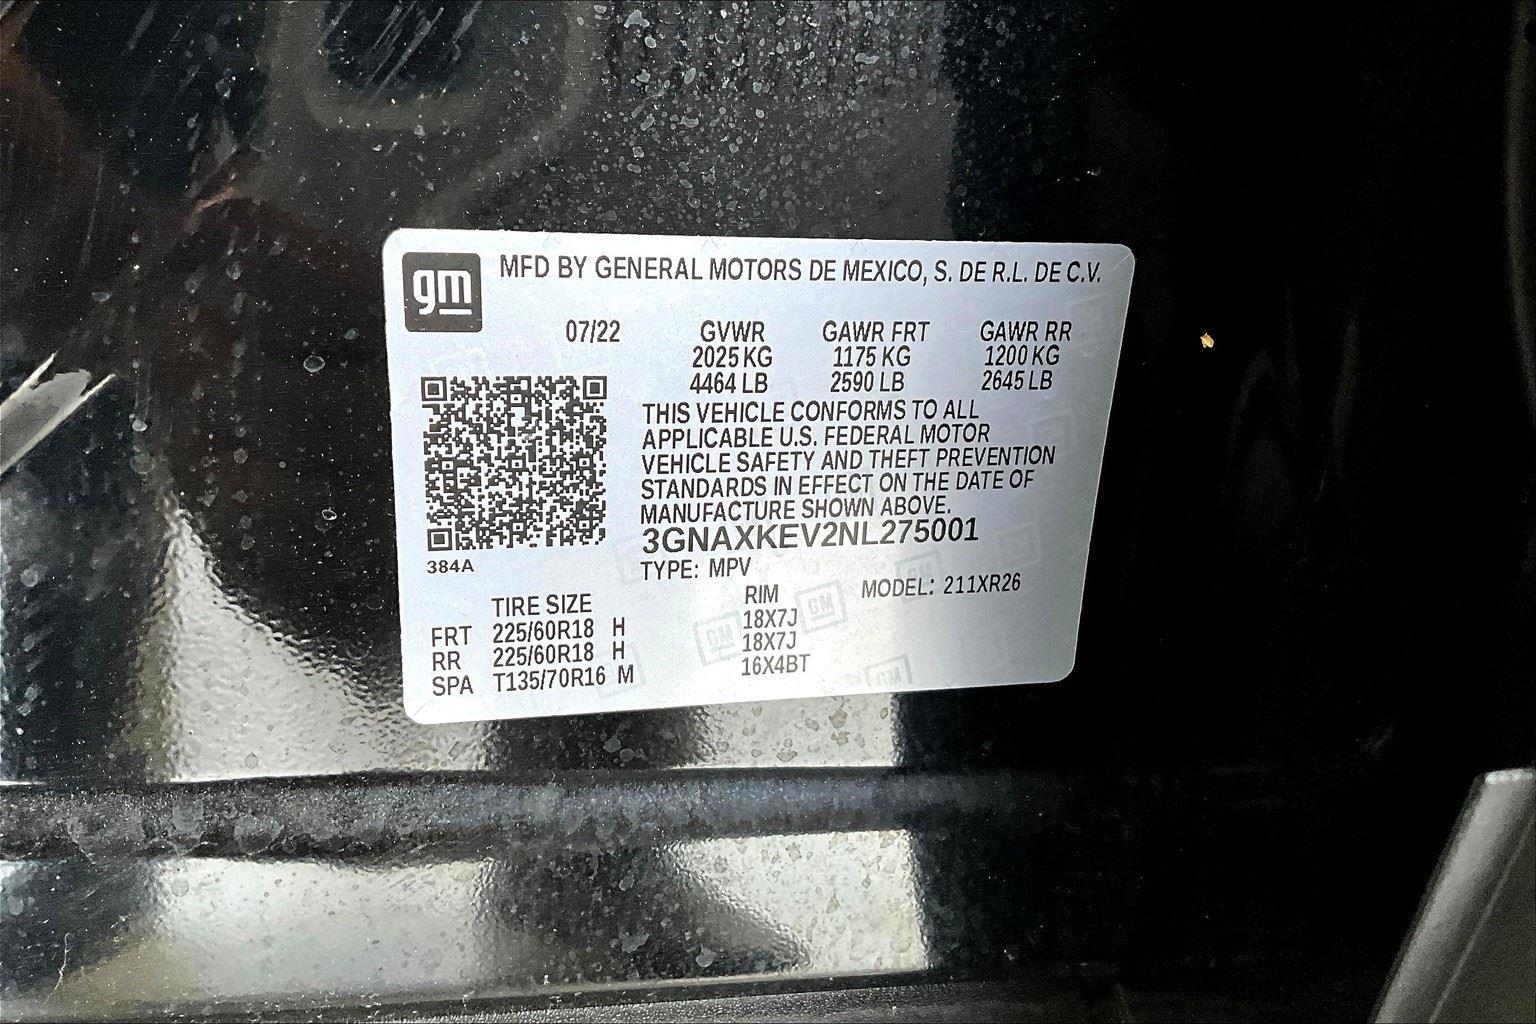 gm MFD BY GENERAL MOTORS DE MEXICO, S. DE R.L. DE C.V.
07/22 GVWR GAWR FRT GAWR RR
2025 KG 1175 KG 1200 KG
4464 LB 2590 LB 2645 LB
THIS VEHICLE CONFORMS TO ALL
APPLICABLE U.S. FEDERAL MOTOR
VEHICLE SAFETY AND THEFT PREVENTION
STANDARDS IN EFFECT ON THE DATE OF
MANUFACTURE SHOWN ABOVE.
3GNAXKEV2NL275001
384A
TYPE: MPV
MODEL: 211XR26
TIRE SIZE RIM
FRT 225/60R18 H 18X7J
RR 225/60R18 H 18X7J
SPA T135/70R16 M 16X4BT
GM
GM
GM